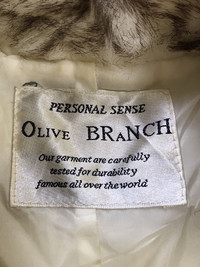 PERSONAL SENSE
OLIVE BRANCH
Our garment are carefully
tested for durability
famous all over the world